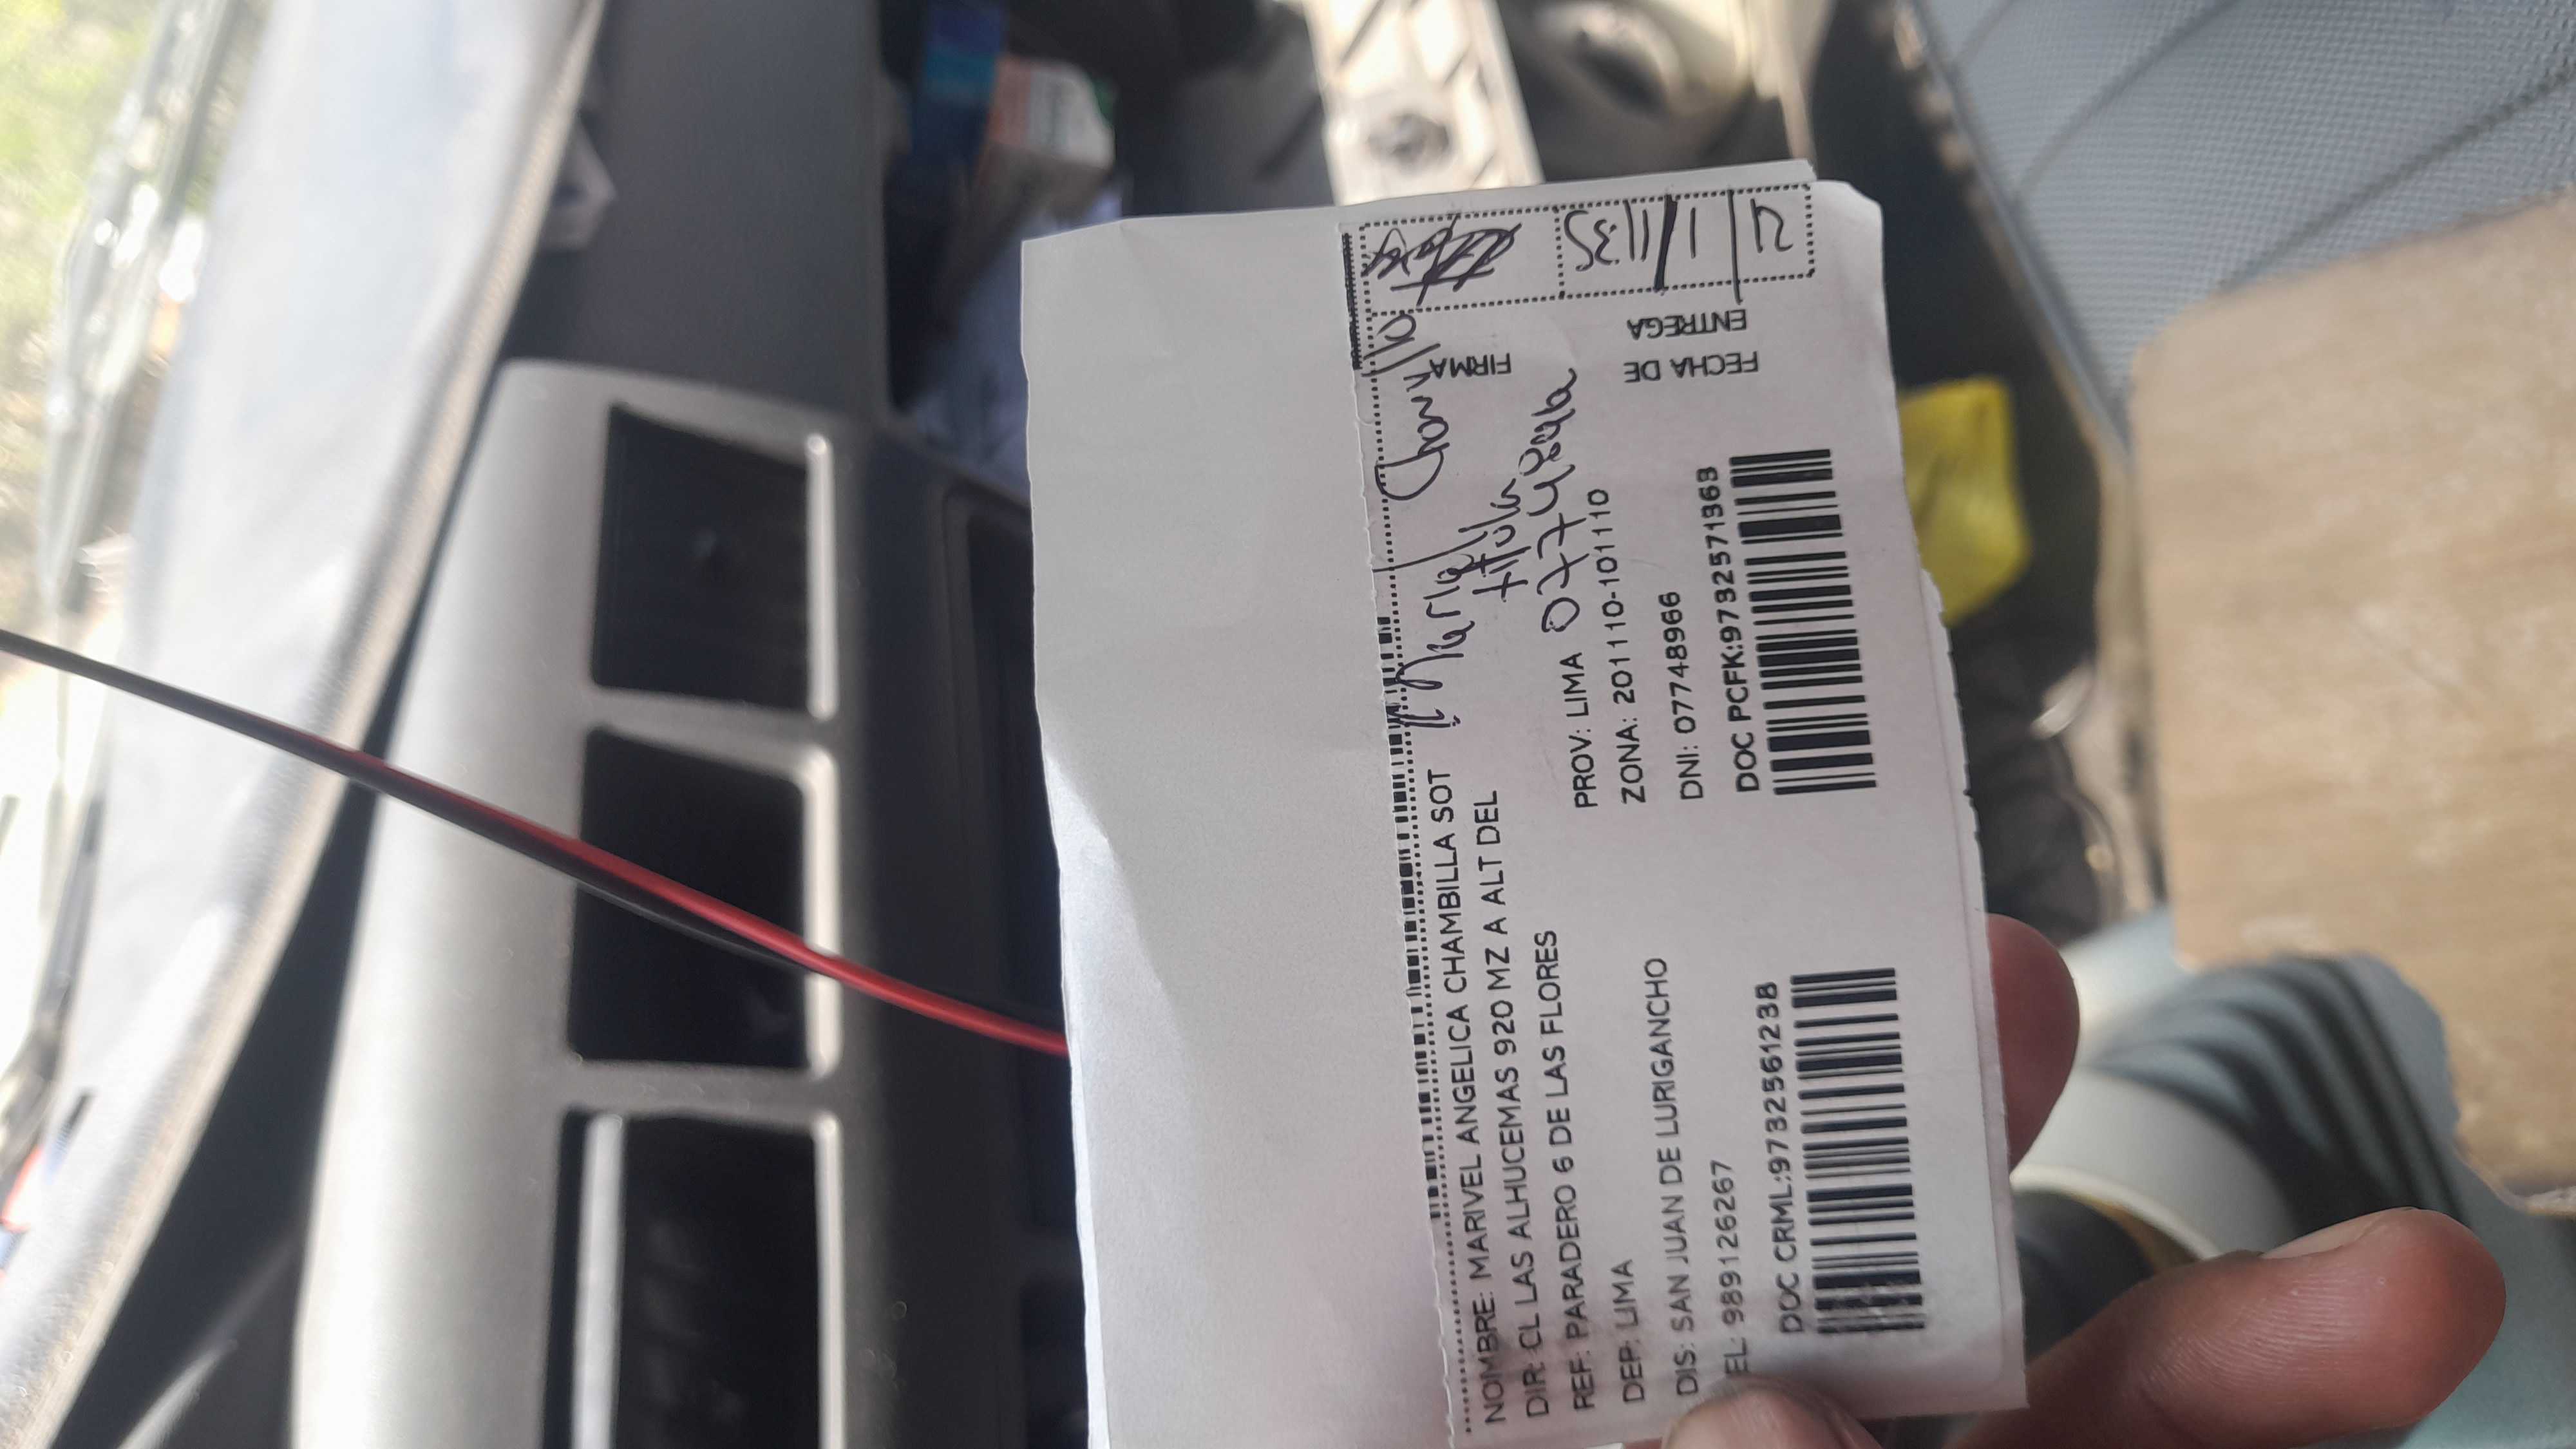 NOMBRE: MARIVEL ANGELICA CHAMBILLA SOT
DIR: CL LAS ALHUCEMAS 920 MZ A ALT DEL
REF: PARADERO 6 DE LAS FLORES
DEP: LIMA
PROV: LIMA
DIS: SAN JUAN DE LURIGANCHO
ZONA: 201110-101110
EL: 989126267
DNI: 07748966
DOC CRML:9732561238
DOC PCFK:9732571363
Titular
FIRMA
FECHA DE
ENTREGA